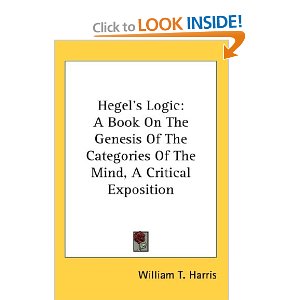 Click to LOOK INSIDE!
Hegel's Logic:
A Book On The
Genesis Of The
Categories Of The
Mind, A Critical
Exposition
William T. Harris